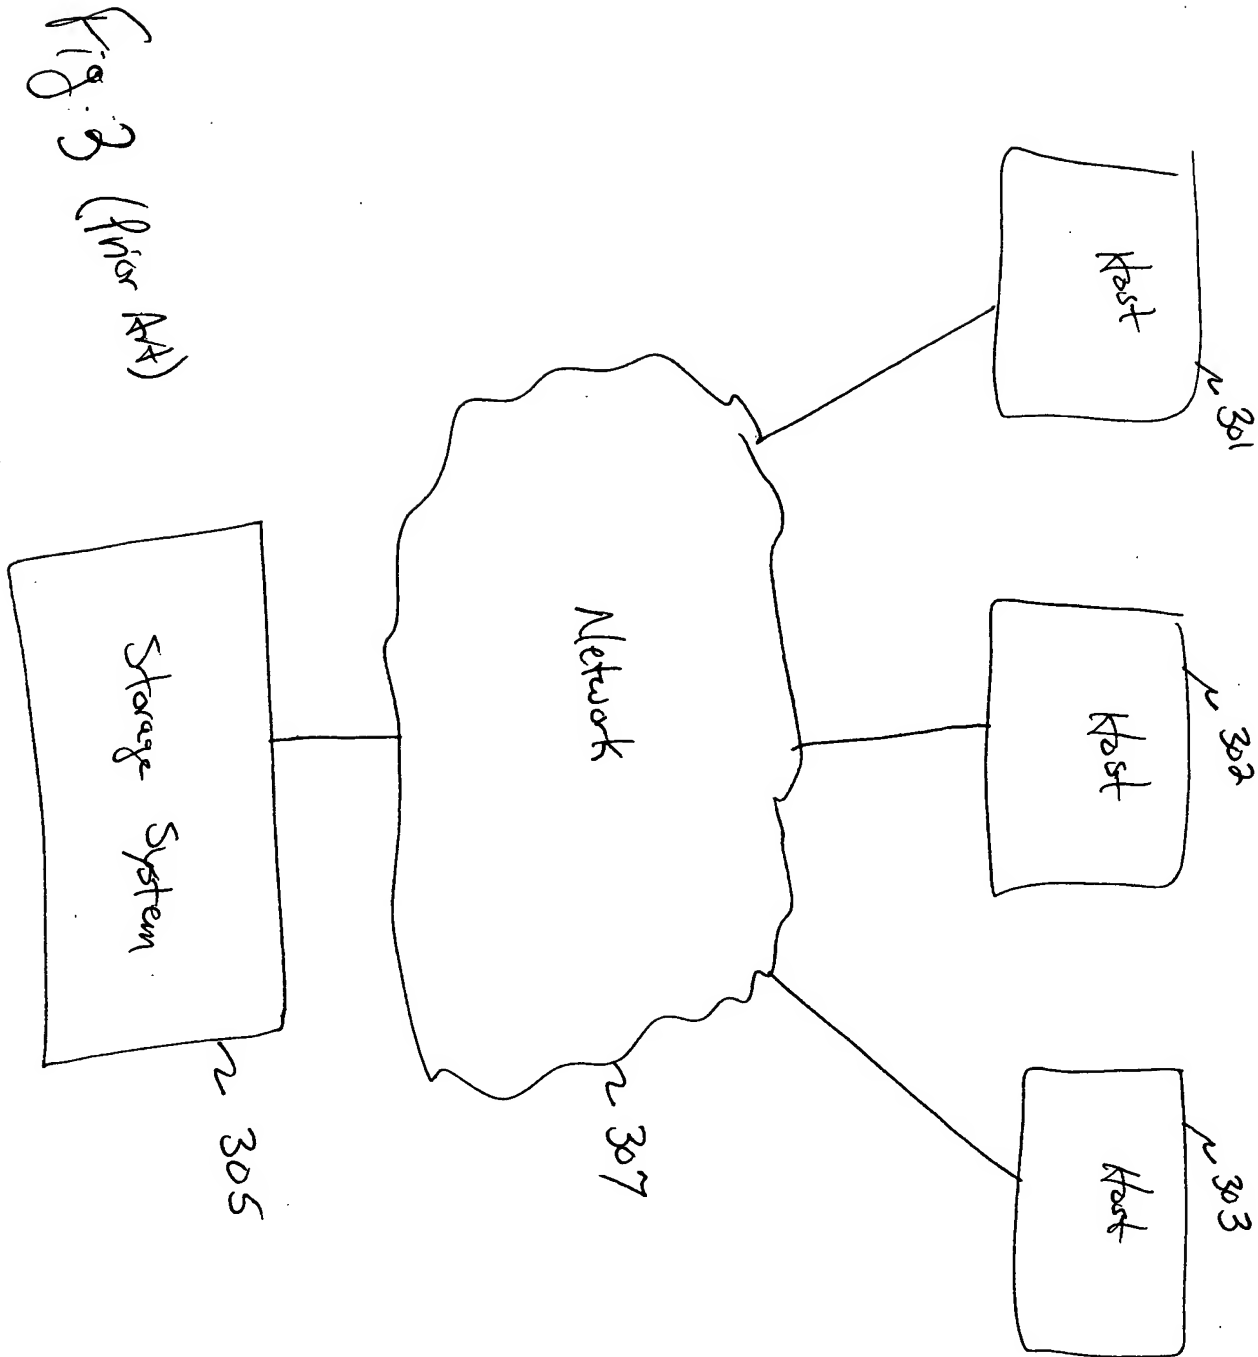 301
302
303
Host
Host
Host
Network
307
Storage System
305
Fig. 3 (Prior Art)